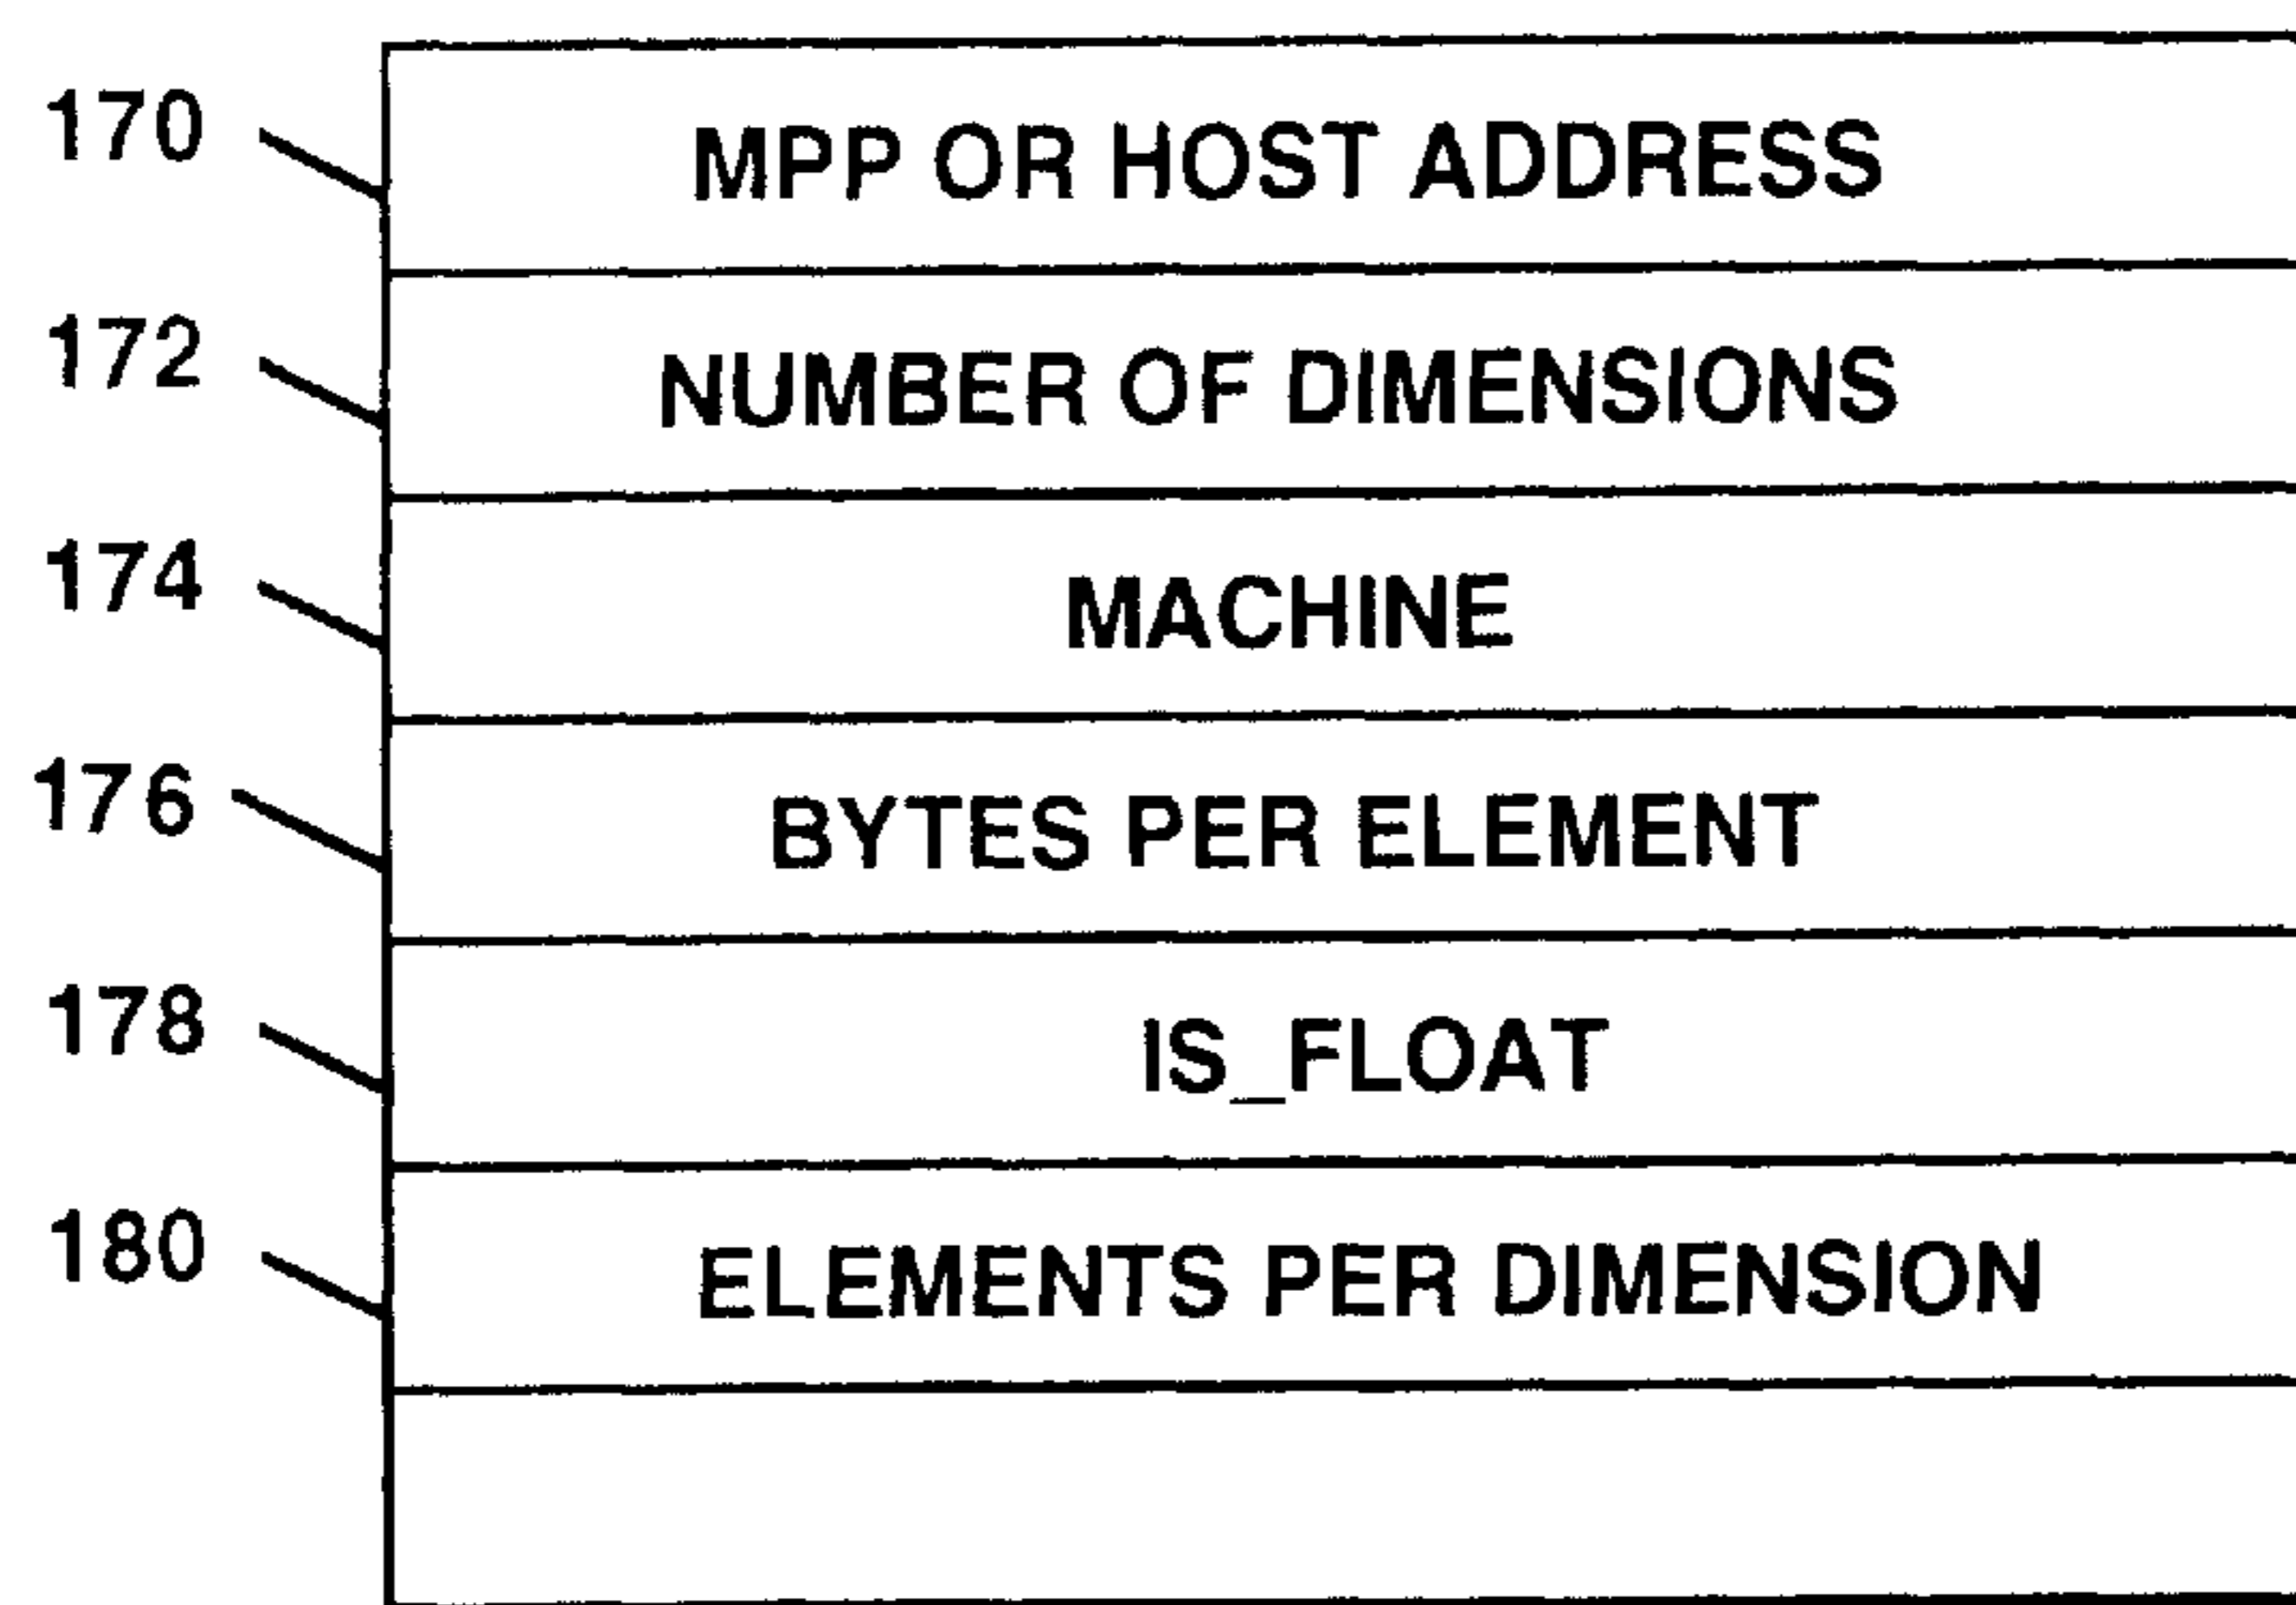 170 MPP OR HOST ADDRESS
172 NUMBER OF DIMENSIONS
174 MACHINE
176 BYTES PER ELEMENT
178 IS_FLOAT
180 ELEMENTS PER DIMENSION